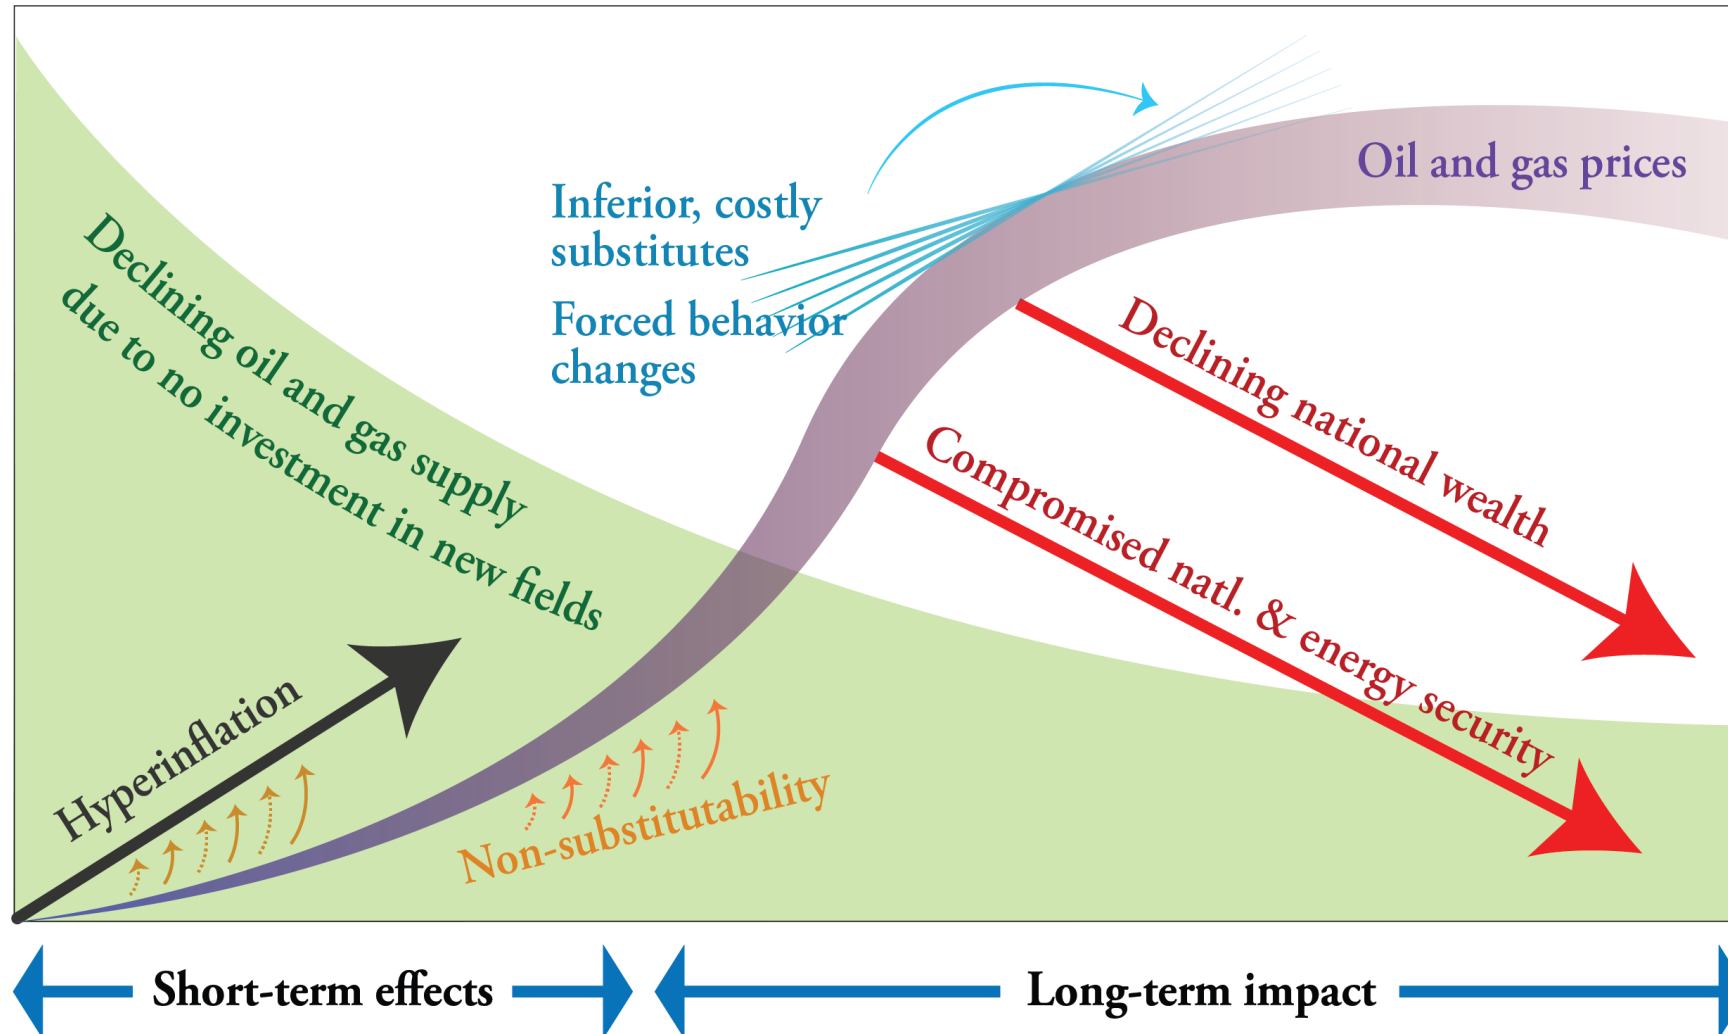 Inferior, costly
substitutes
Forced behavior
changes
Oil and gas prices
Declining oil and gas supply
due to no investment in new fields
Declining national wealth
Compromised natl. & energy security
Hyperinflation
Non-substitutability
Short-term effects
Long-term impact